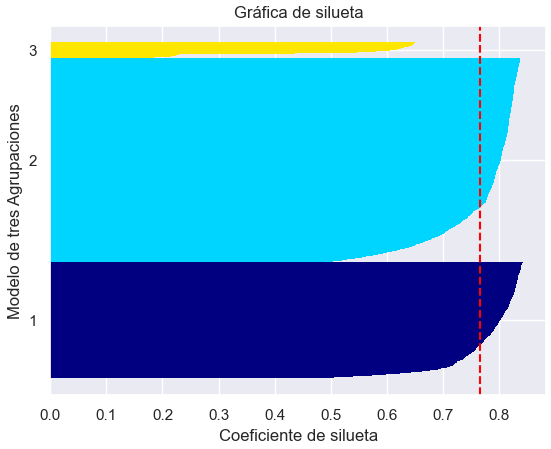 Gráfica de silueta
Modelo de tres Agrupaciones
3
2
1
0.0 0.1 0.2 0.3 0.4 0.5 0.6 0.7 0.8
Coeficiente de silueta